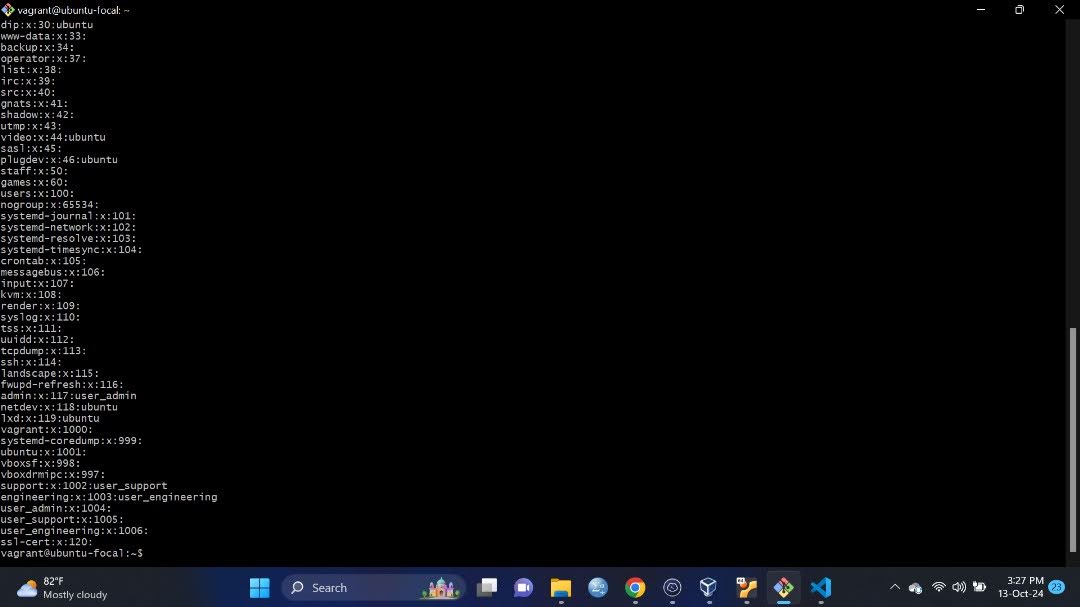 vagrant@ubuntu-focal: ~
dip:x:30:ubuntu
www-data:x:33:
backup:x:34:
operator:x:37:
list:x:38:
irc:x:39:
src:x:40:
gnats:x:41:
shadow:x:42:
utmp:x:43:
video:x:44:ubuntu
sasl:x:45:
plugdev:x:46:ubuntu
staff:x:50:
games:x:60:
users:x:100:
nogroup:x:65534:
systemd-journal:x:101:
systemd-network:x:102:
systemd-resolve:x:103:
systemd-timesync:x:104:
crontab:x:105:
messagebus:x:106:
input:x:107:
kvm:x:108:
render:x:109:
syslog:x:110:
tss:x:111:
uuidd:x:112:
tcpdump:x:113:
ssh:x:114:
landscape:x:115:
fwupd-refresh:x:116:
admin:x:117:user_admin
netdev:x:118:ubuntu
lxd:x:119:ubuntu
vagrant:x:1000:
systemd-coredump:x:999:
ubuntu:x:1001:
vboxsf:x:998:
vboxdrmipc:x:997:
support:x:1002:user_support
engineering:x:1003:user_engineering
user_admin:x:1004:
user_support:x:1005:
user_engineering:x:1006:
ssl-cert:x:120:
vagrant@ubuntu-focal:~$
82°F
Mostly cloudy
Search
3:27 PM
13-Oct-24
23